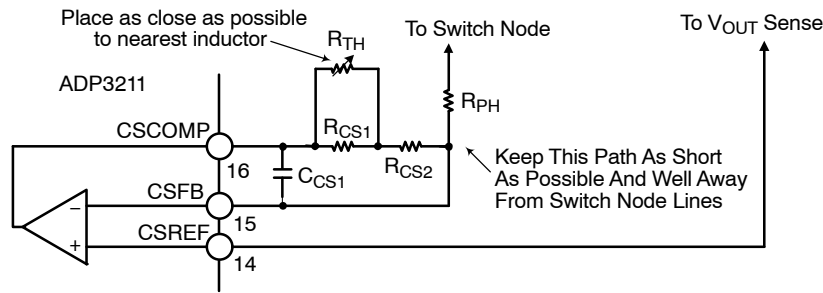 Place as close as possible
to nearest inductor
RTH
To Switch Node
To VOUT Sense
ADP3211
RPH
CSCOMP
RCS1
16
RCS2
Keep This Path As Short
As Possible And Well Away
From Switch Node Lines
CCS1
CSFB
−
15
CSREF
+
14